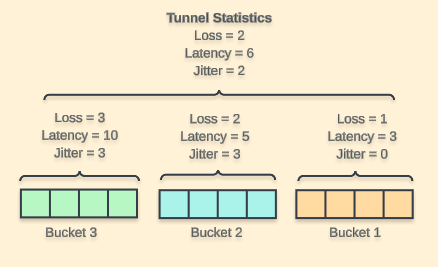 Tunnel Statistics
Loss = 2
Latency = 6
Jitter = 2
Loss = 3
Latency = 10
Jitter = 3
Loss = 2
Latency = 5
Jitter = 3
Loss = 1
Latency = 3
Jitter = 0
Bucket 3
Bucket 2
Bucket 1